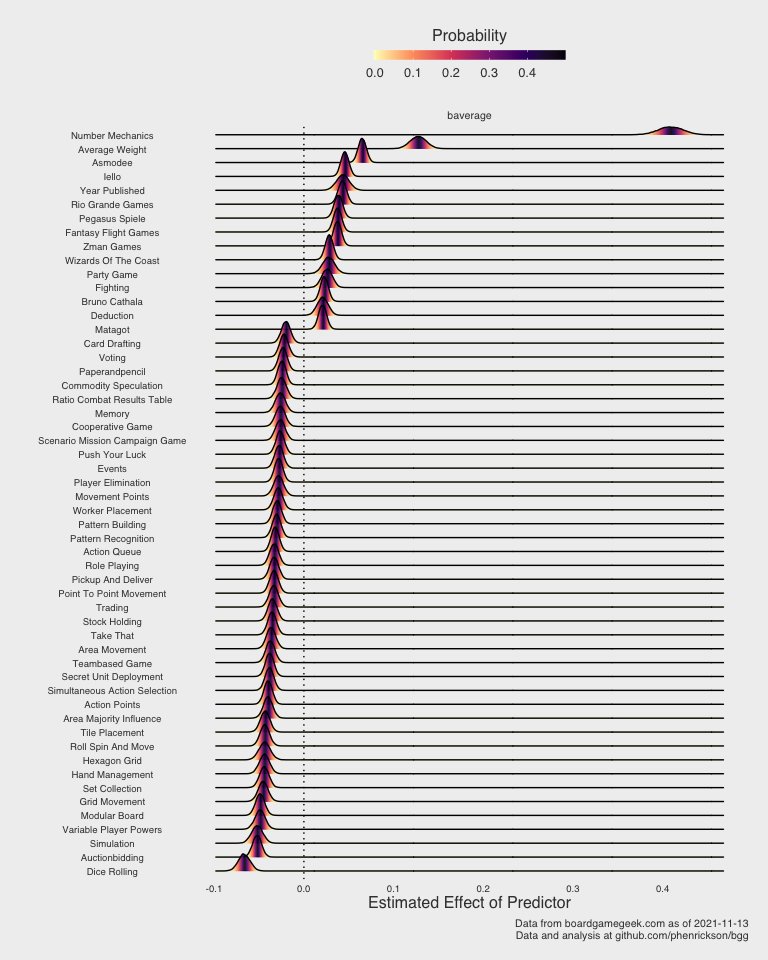 Probability
0.0 0.1 0.2 0.3 0.4
baverage
Number Mechanics
Average Weight
Asmodee
Iello
Year Published
Rio Grande Games
Pegasus Spiele
Fantasy Flight Games
Zman Games
Wizards Of The Coast
Party Game
Fighting
Bruno Cathala
Deduction
Matagot
Card Drafting
Voting
Paperandpencil
Commodity Speculation
Ratio Combat Results Table
Memory
Cooperative Game
Scenario Mission Campaign Game
Push Your Luck
Events
Player Elimination
Movement Points
Worker Placement
Pattern Building
Pattern Recognition
Action Queue
Role Playing
Pickup And Deliver
Point To Point Movement
Trading
Stock Holding
Take That
Area Movement
Teambased Game
Secret Unit Deployment
Simultaneous Action Selection
Action Points
Area Majority Influence
Tile Placement
Roll Spin And Move
Hexagon Grid
Hand Management
Set Collection
Grid Movement
Modular Board
Variable Player Powers
Simulation
Auctionbidding
Dice Rolling
-0.1 0.0 0.1 0.2 0.3 0.4
Estimated Effect of Predictor
Data from boardgamegeek.com as of 2021-11-13
Data and analysis at github.com/phenrickson/bgg